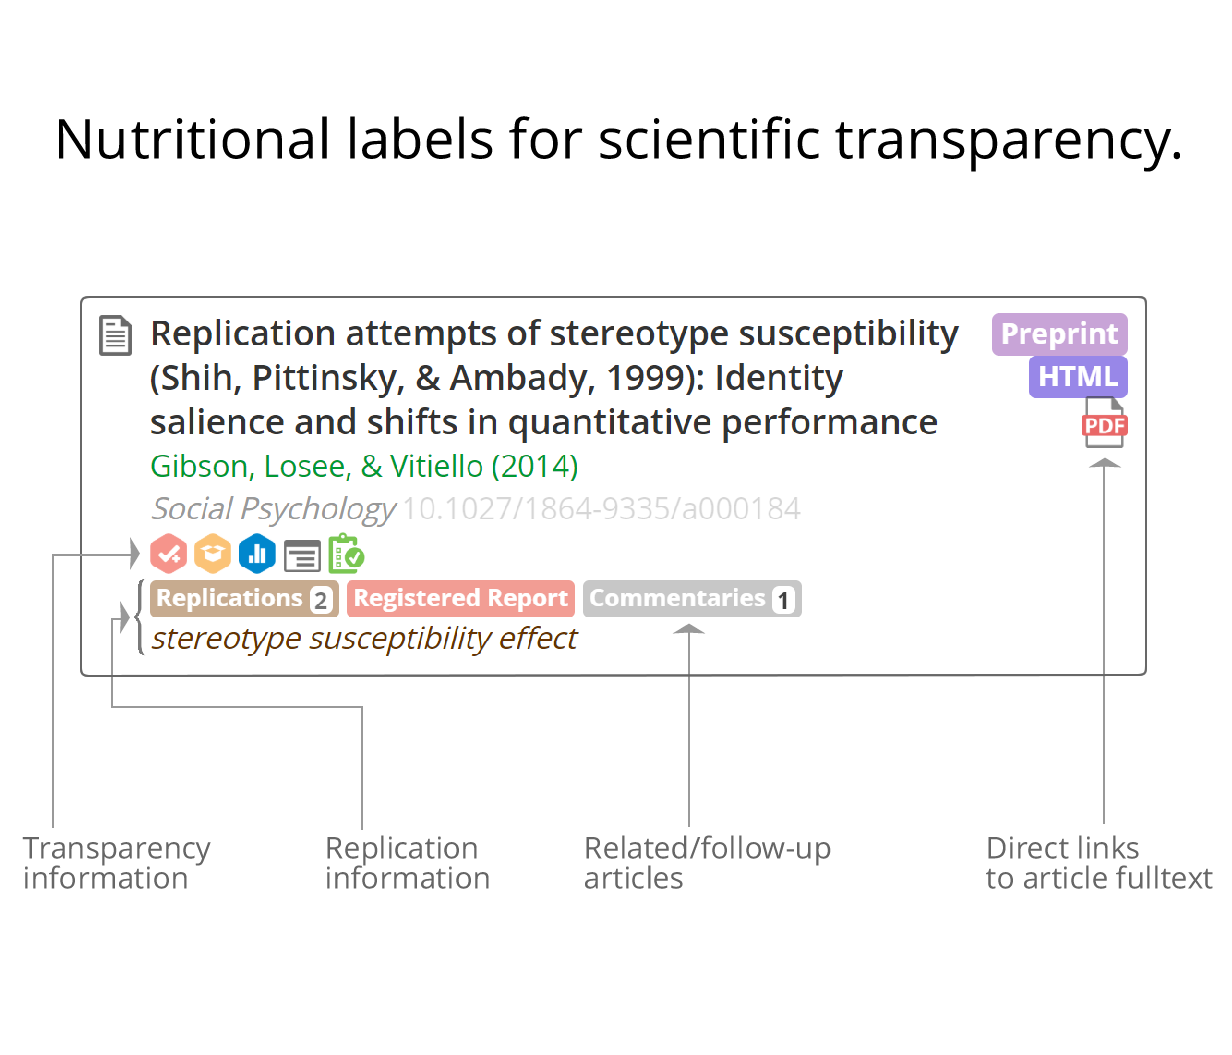 Nutritional labels for scientific transparency.
Replication attempts of stereotype susceptibility
(Shih, Pittinsky, & Ambady, 1999): Identity
salience and shifts in quantitative performance
Gibson, Losee, & Vitiello (2014)
Social Psychology 10.1027/1864-9335/a000184
Preprint
HTML
PDF
Replications 2 Registered Report Commentaries 1
stereotype susceptibility effect
Transparency
information
Replication
information
Related/follow-up
articles
Direct links
to article fulltext